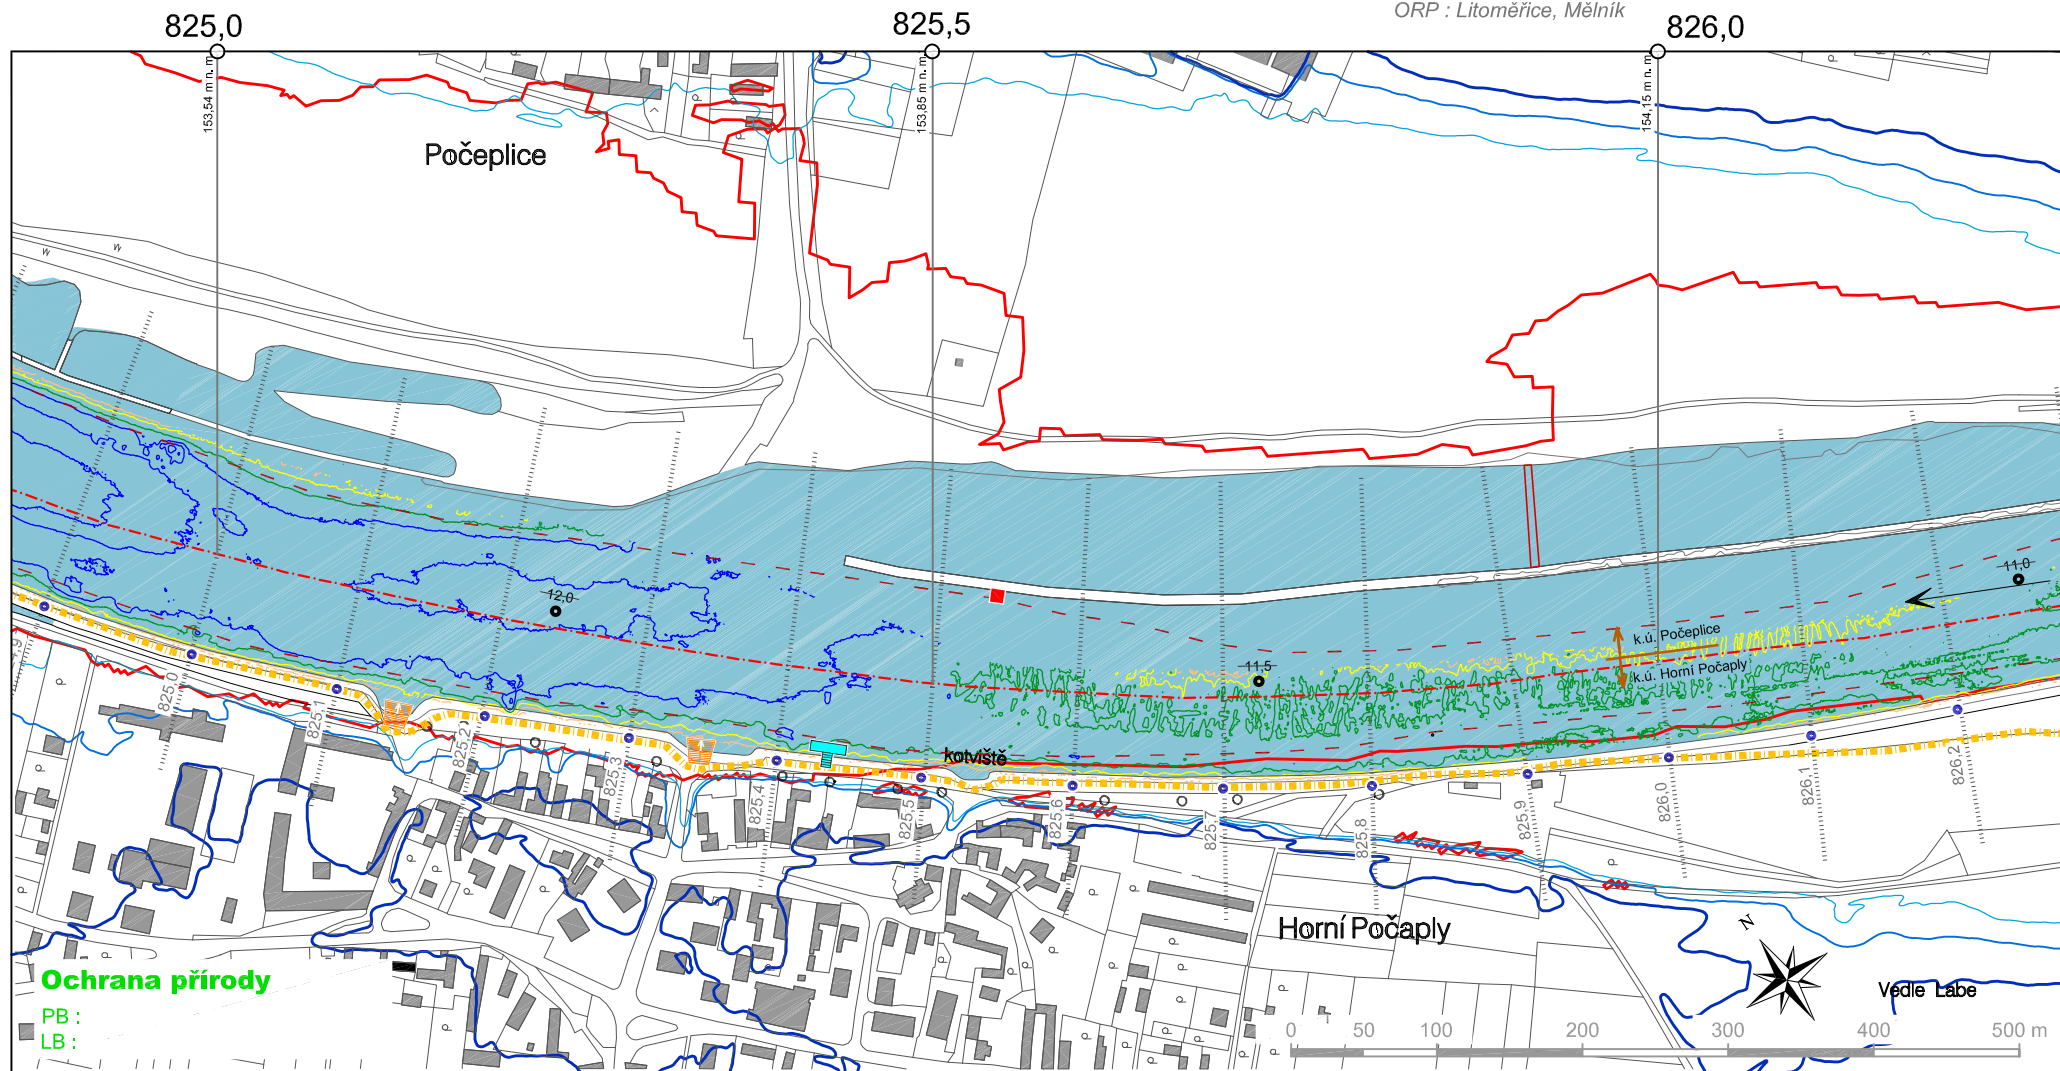 ORP : Litoměřice, Mělník
825,0
825,5
826,0
153,54 m n. m.
153,85 m n. m.
154,15 m n. m.
Počeplice
12,0
11,5
11,0
k.ú. Počeplice
k.ú. Horní Počaply
kotviště
825,0
825,1
825,2
825,3
825,4
825,5
825,6
825,7
825,8
825,9
826,0
826,1
826,2
Horní Počaply
N
Vedle Labe
Ochrana přírody
PB :
LB :
0 50 100 200 300 400 500 m